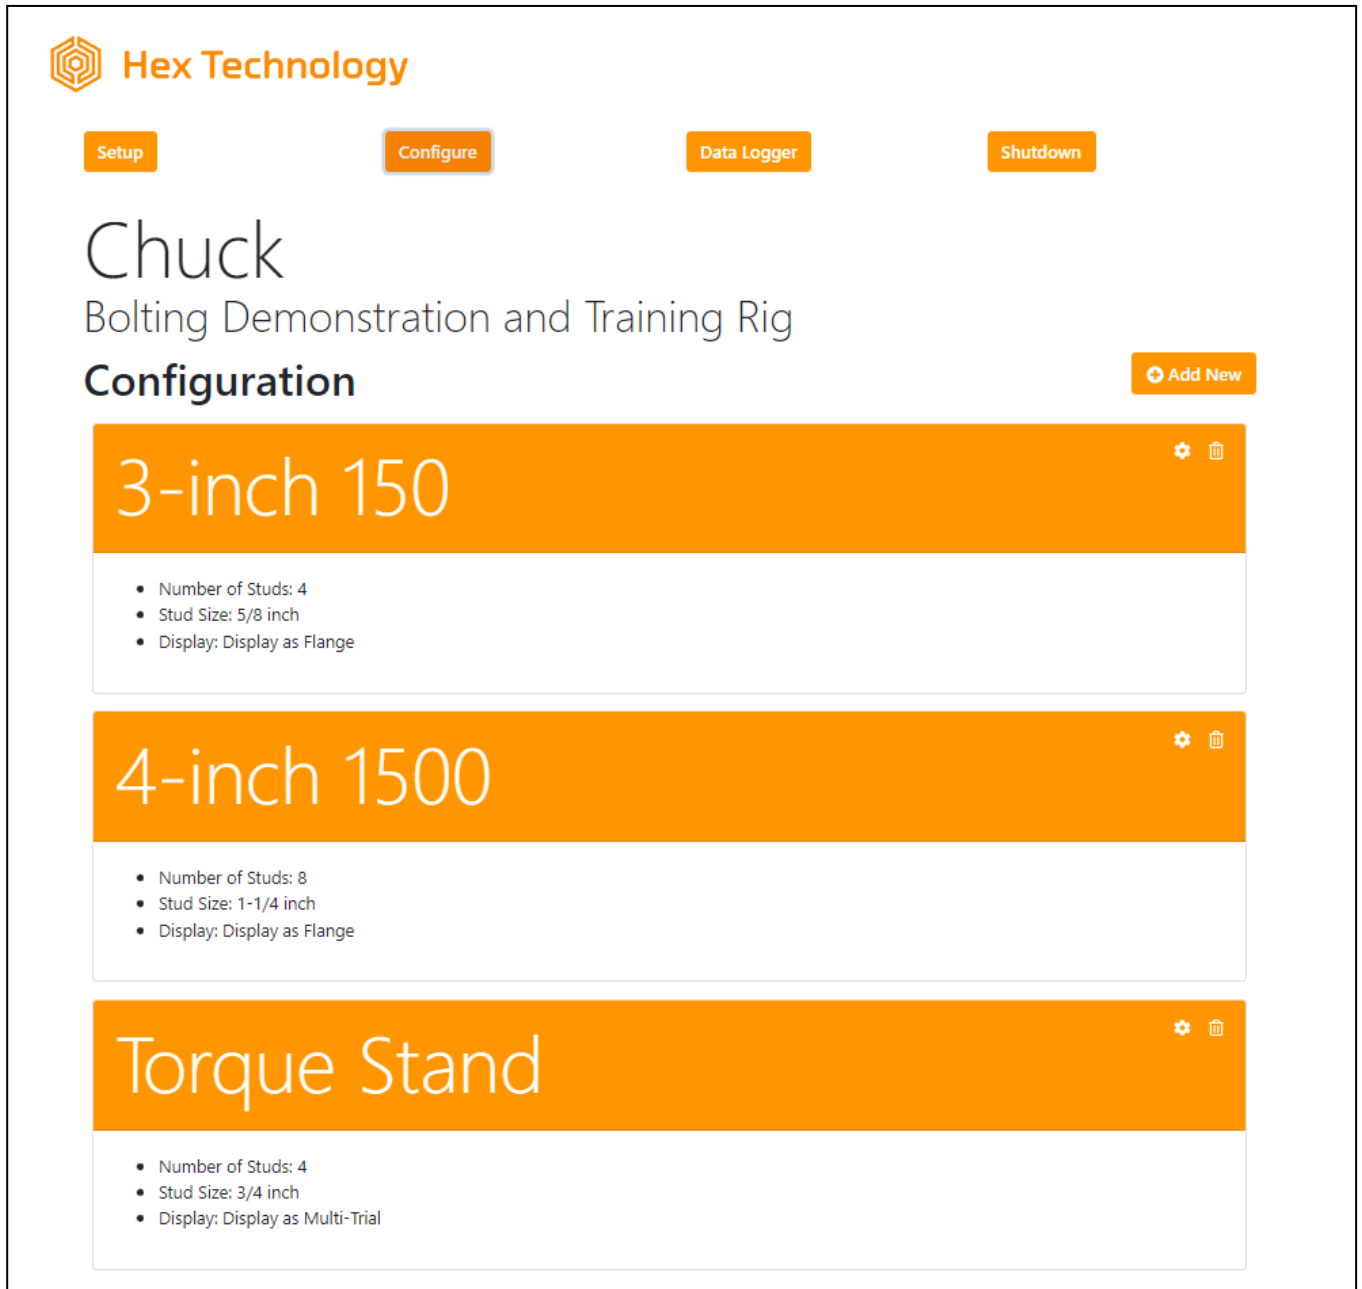 Hex Technology
Setup
Configure
Data Logger
Shutdown
Chuck
Bolting Demonstration and Training Rig
Configuration
Add New
3-inch 150
Number of Studs: 4
Stud Size: 5/8 inch
Display: Display as Flange
4-inch 1500
Number of Studs: 8
Stud Size: 1-1/4 inch
Display: Display as Flange
Torque Stand
Number of Studs: 4
Stud Size: 3/4 inch
Display: Display as Multi-Trial